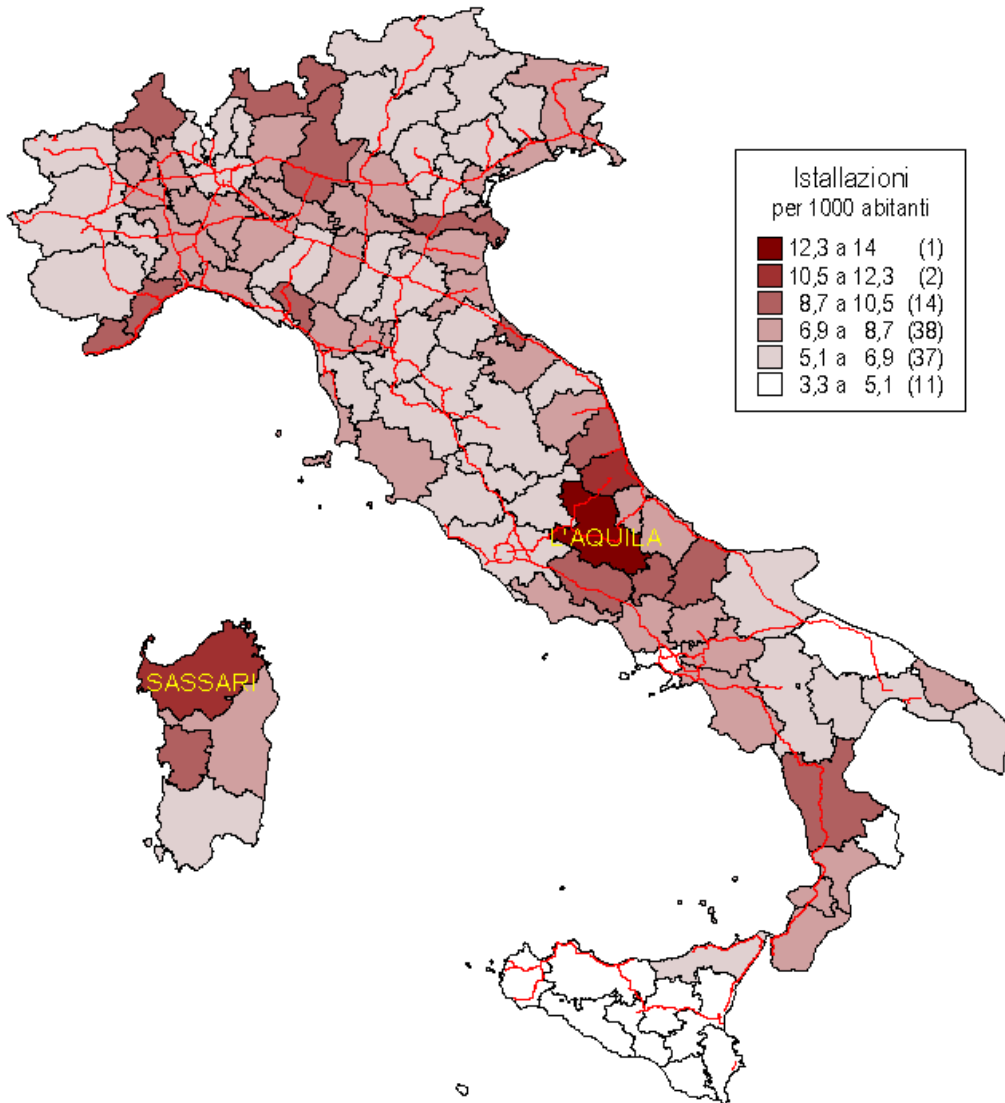 Istallazioni
per 1000 abitanti
12,3 a 14 (1)
10,5 a 12,3 (2)
8,7 a 10,5 (14)
6,9 a 8,7 (38)
5,1 a 6,9 (37)
3,3 a 5,1 (11)
L'AQUILA
SASSARI